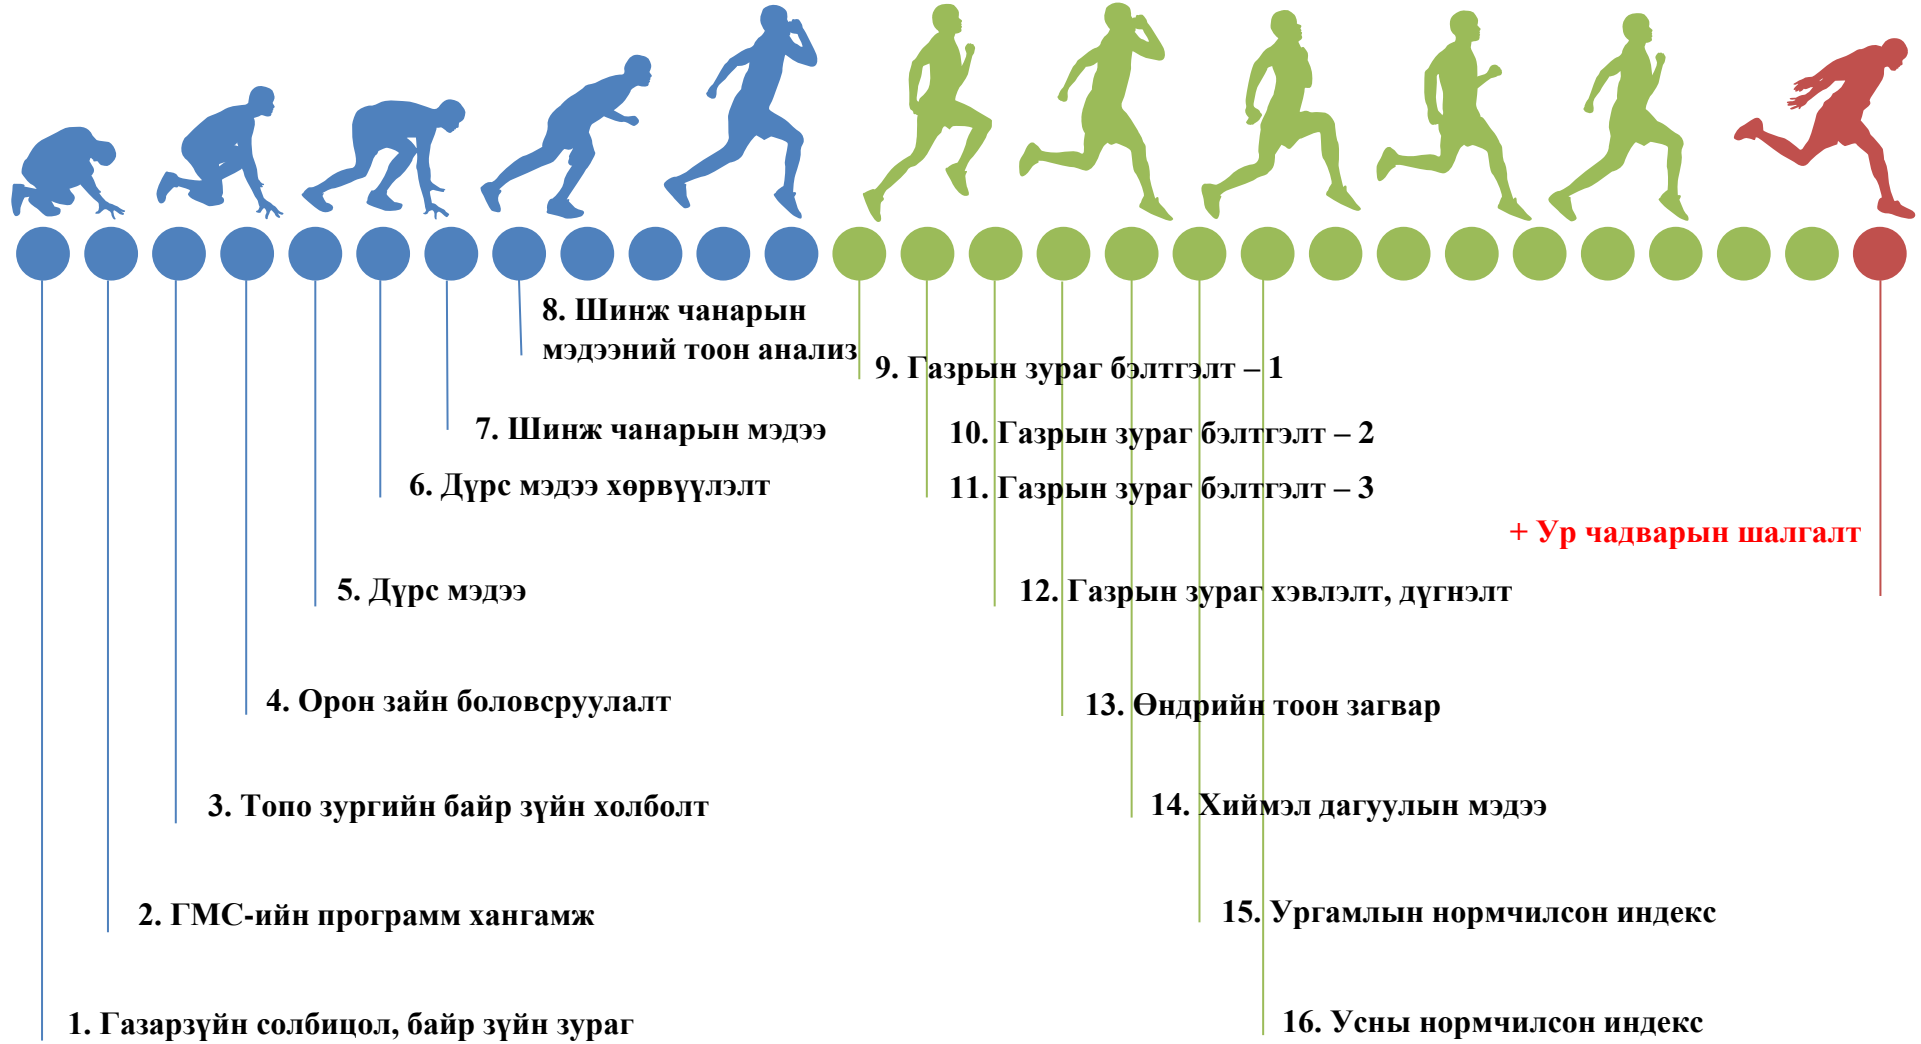 8. Шинж чанарын
мэдээний тоон анализ
9. Газрын зураг бэлтгэлт – 1
7. Шинж чанарын мэдээ
10. Газрын зураг бэлтгэлт – 2
6. Дүрс мэдээ хөрвүүлэлт
11. Газрын зураг бэлтгэлт – 3
+ Ур чадварын шалгалт
5. Дүрс мэдээ
12. Газрын зураг хэвлэлт, дүгнэлт
4. Орон зайн боловсруулалт
13. Өндрийн тоон загвар
3. Топо зургийн байр зүйн холболт
14. Хиймэл дагуулын мэдээ
2. ГМС-ийн программ хангамж
15. Ургамлын нормчилсон индекс
1. Газарзүйн солбицол, байр зүйн зураг
16. Усны нормчилсон индекс